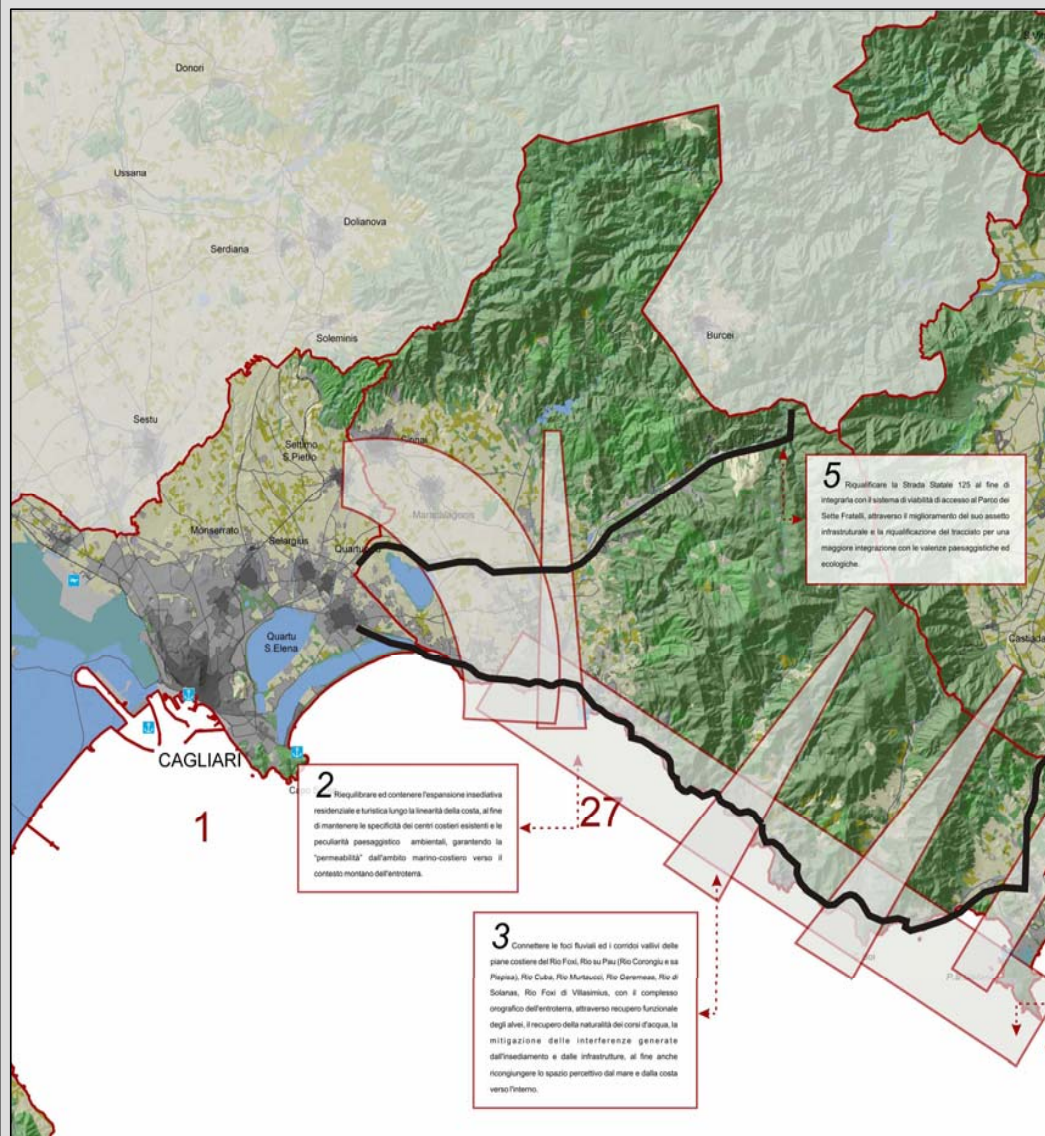 Donori
Ussana
Dolianova
Serdiana
Soleminis
Burcei
Sestu
Sinnai
Settimo
S.Pietro
Maracalagonis
Monserrato
Selargius
Quartu
S.Elena
CAGLIARI
1
27
5 Riqualificare la Strada Statale 125 al fine di
integrarla con il sistema di viabilità di accesso al Parco dei
Sette Fratelli, attraverso il miglioramento del suo assetto
infrastrutturale e la riqualificazione del tracciato per una
maggiore integrazione con le valenze paesaggistiche ed
ecologiche.
2 Riequilibrare ed contenere l'espansione insediativa
residenziale e turistica lungo la linearità della costa, al fine
di mantenere le specificità dei centri costieri esistenti e le
peculiarità paesaggistico ambientali, garantendo la
"permeabilità" dall'ambito marino-costiero verso il
contesto montano dell'entroterra.
3 Connettere le foci fluviali ed i corridoi vallivi delle
piane costiere del Rio Foxi, Rio su Pau (Rio Corongiu e sa
Piepisa), Rio Cuba, Rio Murtaucci, Rio Geremeas, Rio di
Solanas, Rio Foxi di Villasimius, con il complesso
orografico dell'entroterra, attraverso recupero funzionale
degli alvei, il recupero della naturalità dei corsi d'acqua, la
mitigazione delle interferenze generate
dall'insediamento e dalle infrastrutture, al fine anche
ricongiungere lo spazio percettivo dal mare e dalla costa
verso l'interno.